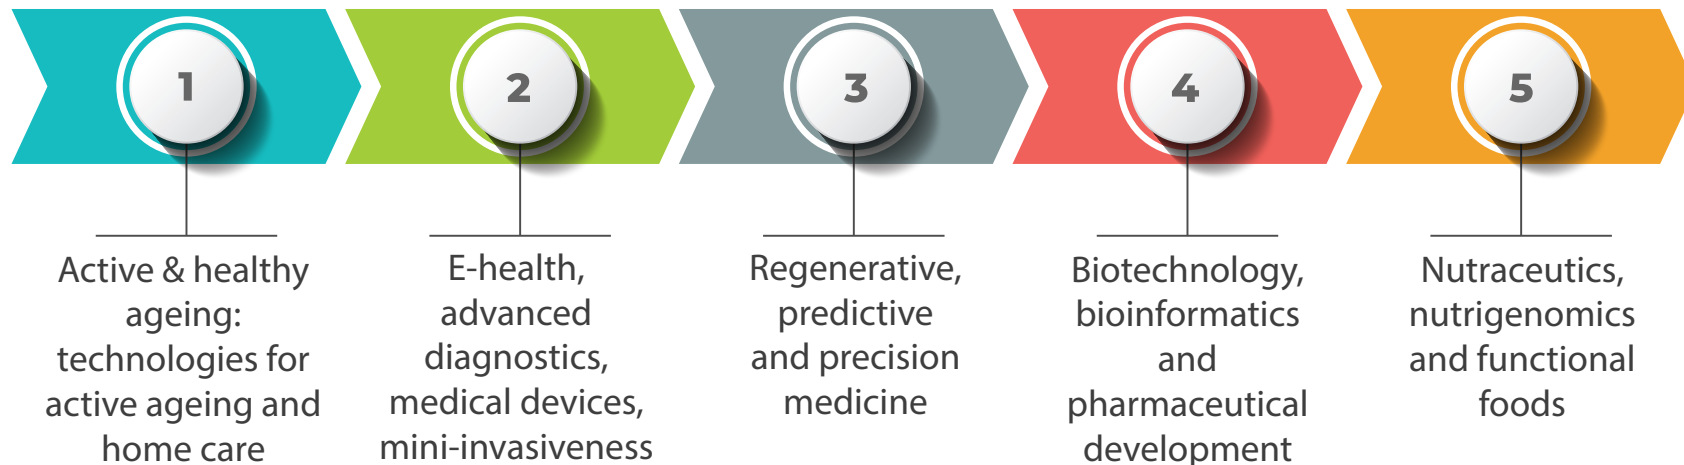 1
Active & healthy
ageing:
technologies for
active ageing and
home care
2
E-health,
advanced
diagnostics,
medical devices,
mini-invasiveness
3
Regenerative,
predictive
and precision
medicine
4
Biotechnology,
bioinformatics
and
pharmaceutical
development
5
Nutraceutics,
nutrigenomics
and functional
foods